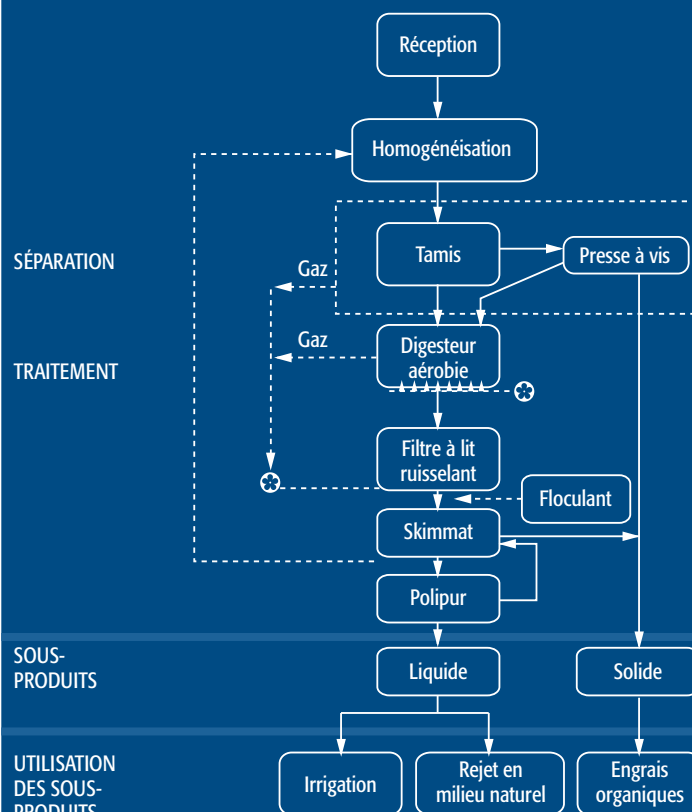 Réception
Homogénéisation
SÉPARATION
Tamis
Presse à vis
Gaz
TRAITEMENT
Gaz
Digesteur
aérobie
Filtre à lit
ruisselant
Floculant
Skimmat
Polipur
SOUS-
PRODUITS
Liquide
Solide
UTILISATION
DES SOUS-
PRODUITS
Irrigation
Rejet en
milieu naturel
Engrais
organiques